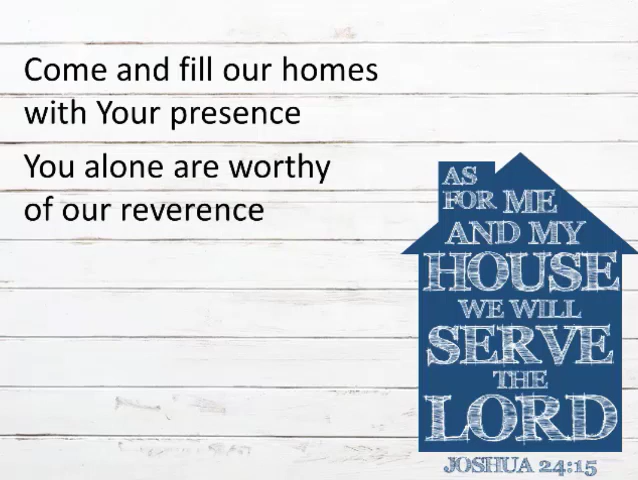 Come and fill our homes
with Your presence
You alone are worthy
of our reverence
AS
FOR ME
AND MY
HOUSE
WE WILL
SERVE
THE
LORD
JOSHUA 24:15